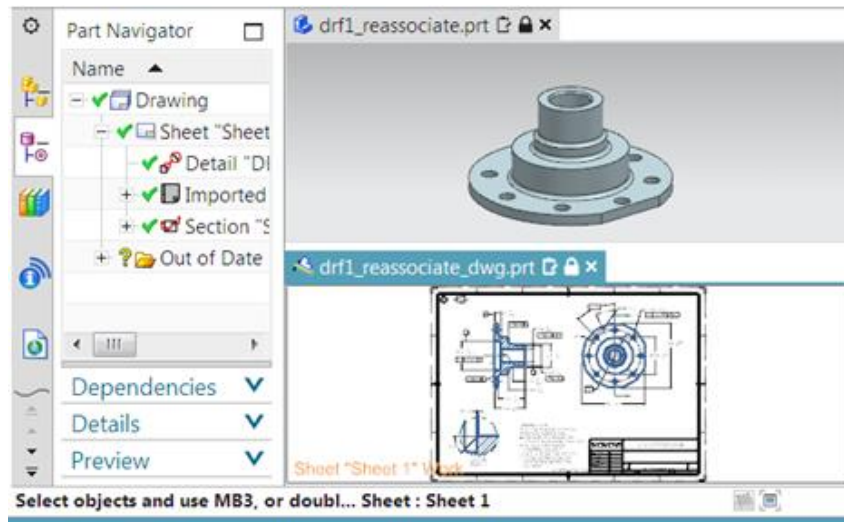 Part Navigator
Name
Drawing
Sheet "Sheet
Detail "DI
Imported
Section "S
Out of Date
Dependencies
Details
Preview
drf1_reassociate.prt
drf1_reassociate_dwg.prt
Sheet "Sheet 1" Work
Select objects and use MB3, or doubl... Sheet : Sheet 1